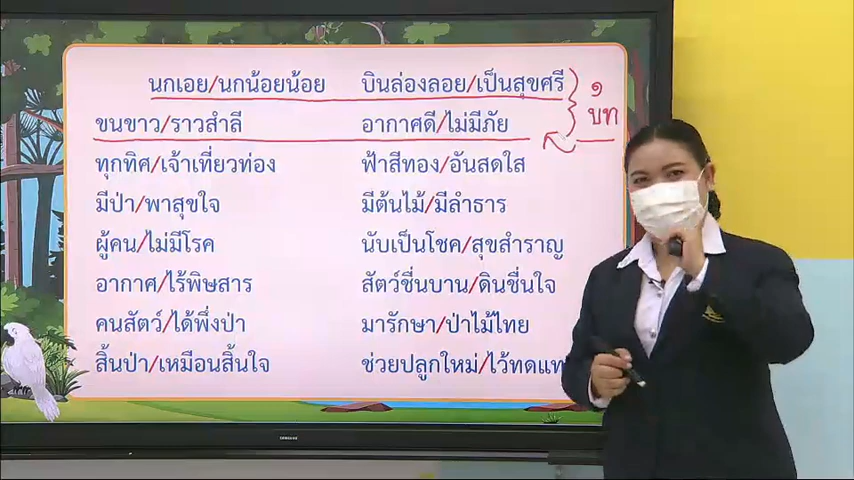 นกเอย/นกน้อยน้อย บินล่องลอย/เป็นสุขศรี
ขนขาว/ราวสำลี อากาศดี/ไม่มีภัย
ทุกทิศ/เจ้าเที่ยวท่อง ฟ้าสีทอง/อันสดใส
มีป่า/พาสุขใจ มีต้นไม้/มีลำธาร
ผู้คน/ไม่มีโรค นับเป็นโชค/สุขสำราญ
อากาศ/ไร้พิษสาร สัตว์ชื่นบาน/ดินชื่นใจ
คนสัตว์/ได้พึ่งป่า มารักษา/ป่าไม้ไทย
สิ้นป่า/เหมือนสิ้นใจ ช่วยปลูกใหม่/ไว้ทดแท
๑
บท
SAMSUNG